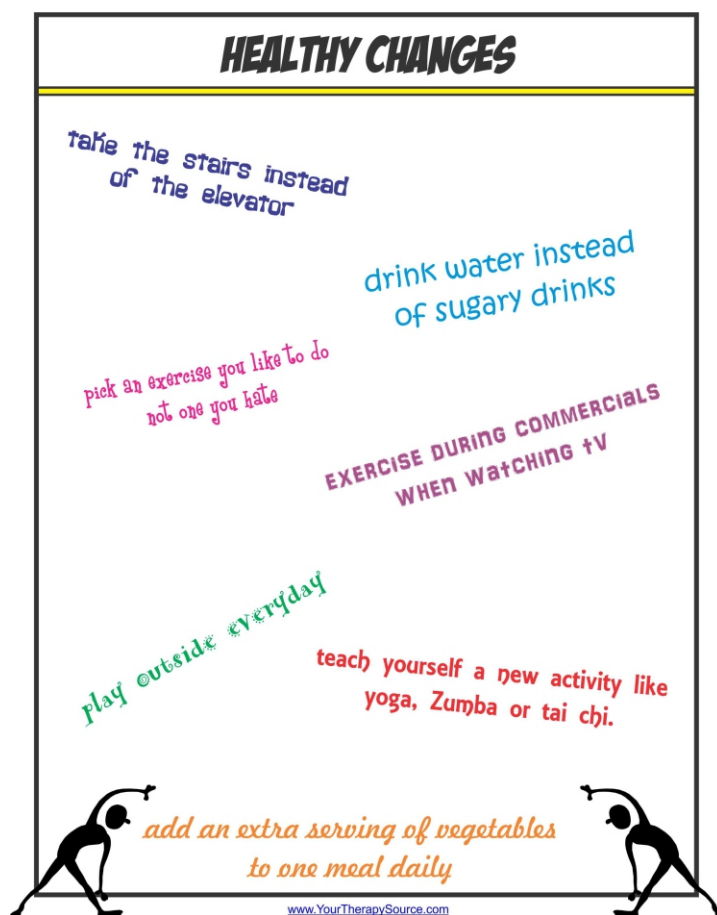 HEALTHY CHANGES
take the stairs instead
of the elevator
drink water instead
of sugary drinks
pick an exercise you like to do
not one you hate
EXERCISE DURING COMMERCIALS
WHEN WATCHING TV
play outside everyday
teach yourself a new activity like
yoga, Zumba or tai chi.
add an extra serving of vegetables
to one meal daily
www.YourTherapySource.com